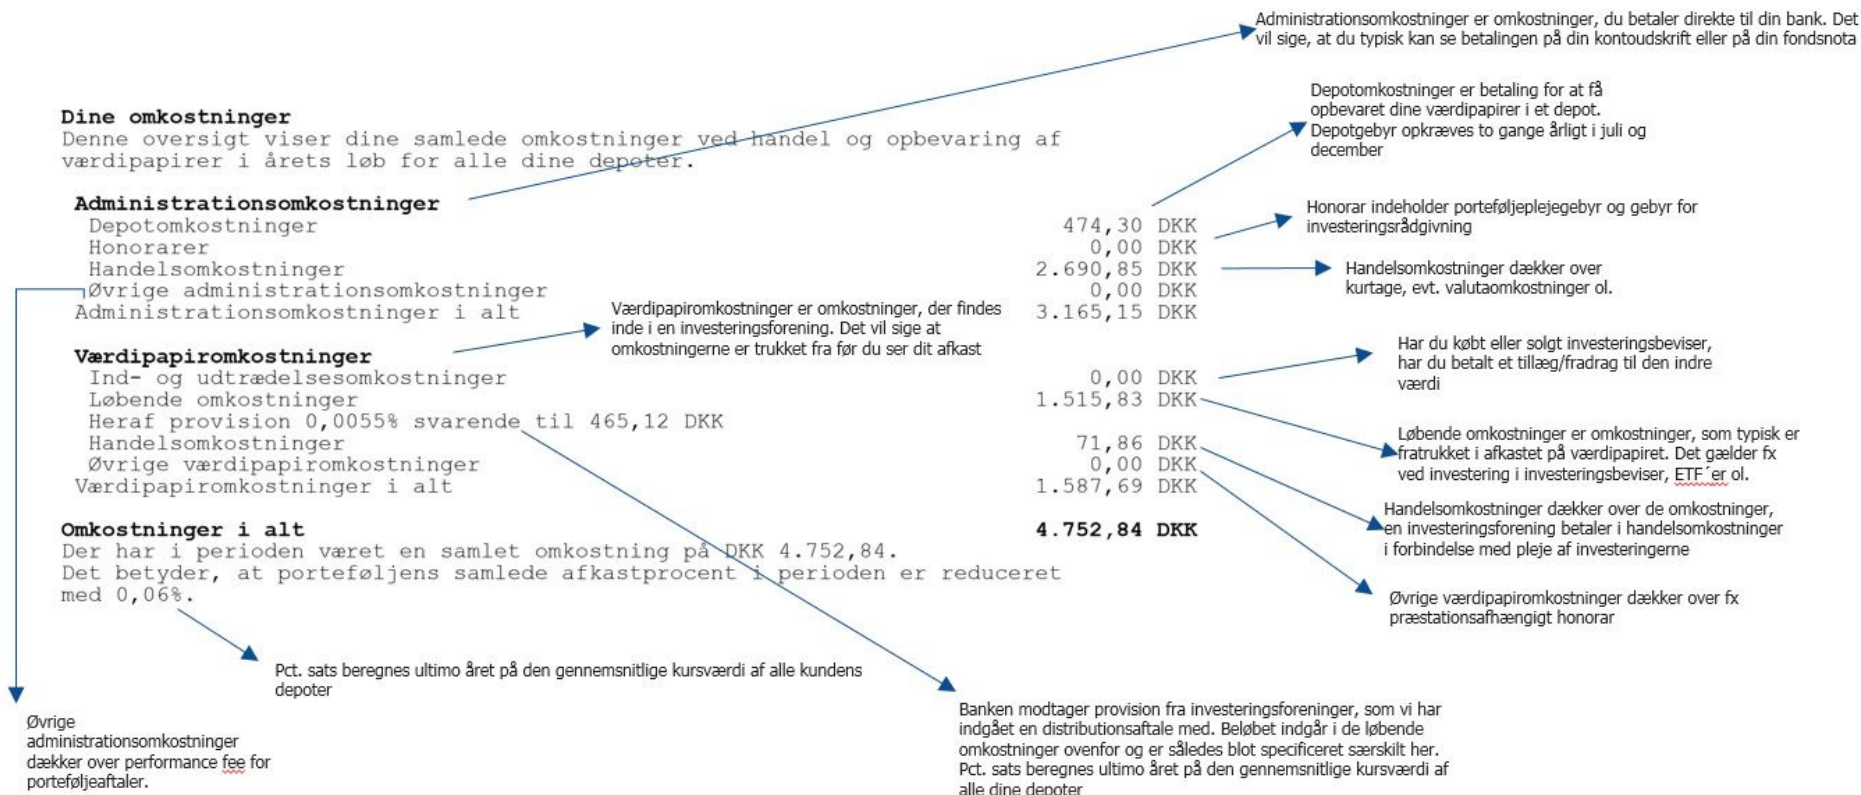 Administrationsomkostninger er omkostninger, du betaler direkte til din bank. Det
vil sige, at du typisk kan se betalingen på din kontoudskrift eller på din fondsnota
Depotomkostninger er betaling for at få
opbevaret dine værdipapirer i et depot.
Depotgebyr opkræves to gange årligt i juli og
december
Dine omkostninger
Denne oversigt viser dine samlede omkostninger ved handel og opbevaring af
værdipapirer i årets løb for alle dine depoter.
Administrationsomkostninger
Depotomkostninger 474,30 DKK
Honorarer 0,00 DKK
Handelsomkostninger 2.690,85 DKK
Øvrige administrationsomkostninger 0,00 DKK
Administrationsomkostninger i alt 3.165,15 DKK
Honorar indeholder porteføljeplejegebyr og gebyr for
investeringsrådgivning
Handelsomkostninger dækker over
kurtage, evt. valutaomkostninger ol.
Værdipapiromkostninger er omkostninger, der findes
inde i en investeringsforening. Det vil sige at
omkostningerne er trukket fra før du ser dit afkast
Værdipapiromkostninger
Ind- og udtrædelsesomkostninger 0,00 DKK
Løbende omkostninger 1.515,83 DKK
Heraf provision 0,0055% svarende til 465,12 DKK
Handelsomkostninger 71,86 DKK
Øvrige værdipapiromkostninger 0,00 DKK
Værdipapiromkostninger i alt 1.587,69 DKK
Har du købt eller solgt investeringsbeviser,
har du betalt et tillæg/fradrag til den indre
værdi
Løbende omkostninger er omkostninger, som typisk er
fratrukket i afkastet på værdipapiret. Det gælder fx
ved investering i investeringsbeviser, ETF´er ol.
Handelsomkostninger dækker over de omkostninger,
en investeringsforening betaler i handelsomkostninger
i forbindelse med pleje af investeringerne
Omkostninger i alt 4.752,84 DKK
Der har i perioden været en samlet omkostning på DKK 4.752,84.
Det betyder, at porteføljens samlede afkastprocent i perioden er reduceret
med 0,06%.
Øvrige værdipapiromkostninger dækker over fx
præstationsafhængigt honorar
Pct. sats beregnes ultimo året på den gennemsnitlige kursværdi af alle kundens
depoter
Øvrige
administrationsomkostninger
dækker over performance fee for
porteføljeaftaler.
Banken modtager provision fra investeringsforeninger, som vi har
indgået en distributionsaftale med. Beløbet indgår i de løbende
omkostninger ovenfor og er således blot specificeret særskilt her.
Pct. sats beregnes ultimo året på den gennemsnitlige kursværdi af
alle dine depoter